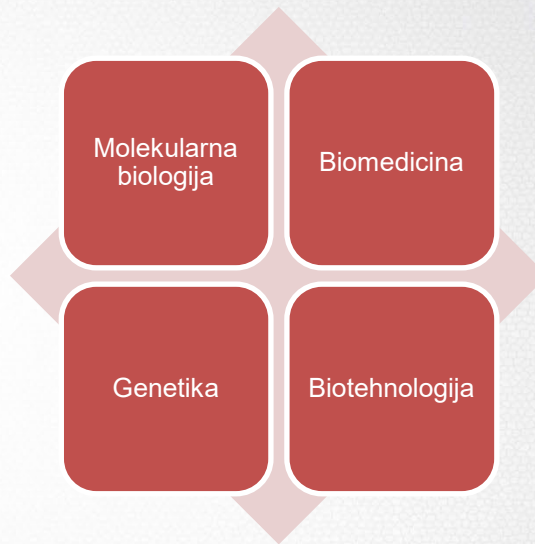 Molekularna
biologija
Biomedicina
Genetika
Biotehnologija